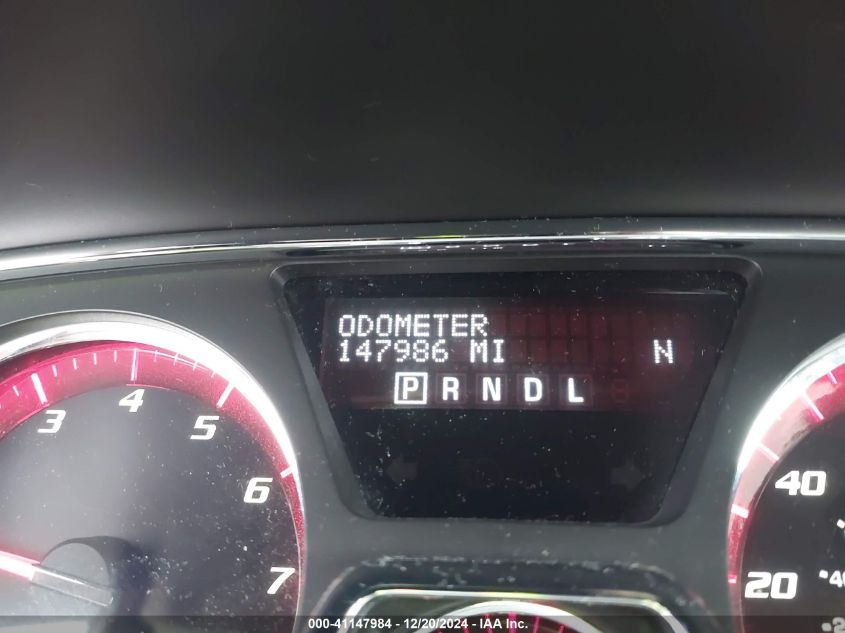 ODOMETER
147986 MI N
P R N D L
3 4 5 6 7
40
20
000-41147984 - 12/20/2024 - IAA Inc.